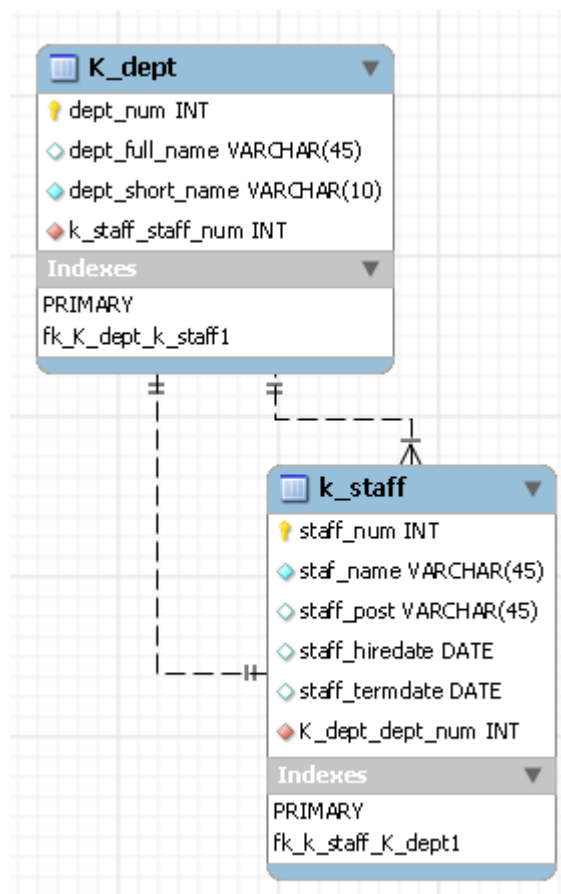 K_dept
dept_num INT
dept_full_name VARCHAR(45)
dept_short_name VARCHAR(10)
k_staff_staff_num INT
Indexes
PRIMARY
fk_K_dept_k_staff1
k_staff
staff_num INT
staf_name VARCHAR(45)
staff_post VARCHAR(45)
staff_hiredate DATE
staff_termdate DATE
K_dept_dept_num INT
Indexes
PRIMARY
fk_k_staff_K_dept1